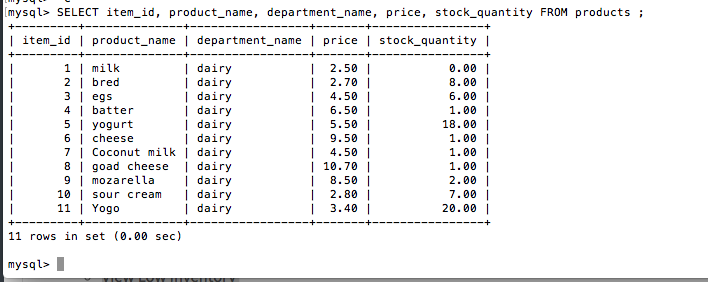 mysql> SELECT item_id, product_name, department_name, price, stock_quantity FROM products ;
+---------+--------------+-----------------+-------+----------------+
| item_id | product_name | department_name | price | stock_quantity |
+---------+--------------+-----------------+-------+----------------+
| 1 | milk | dairy | 2.50 | 0.00 |
| 2 | bred | dairy | 2.70 | 8.00 |
| 3 | egs | dairy | 4.50 | 6.00 |
| 4 | batter | dairy | 6.50 | 1.00 |
| 5 | yogurt | dairy | 5.50 | 18.00 |
| 6 | cheese | dairy | 9.50 | 1.00 |
| 7 | Coconut milk | dairy | 4.50 | 1.00 |
| 8 | goad cheese | dairy | 10.70 | 1.00 |
| 9 | mozarella | dairy | 8.50 | 2.00 |
| 10 | sour cream | dairy | 2.80 | 7.00 |
| 11 | Yogo | dairy | 3.40 | 20.00 |
+---------+--------------+-----------------+-------+----------------+
11 rows in set (0.00 sec)
mysql>
View Low Inventory